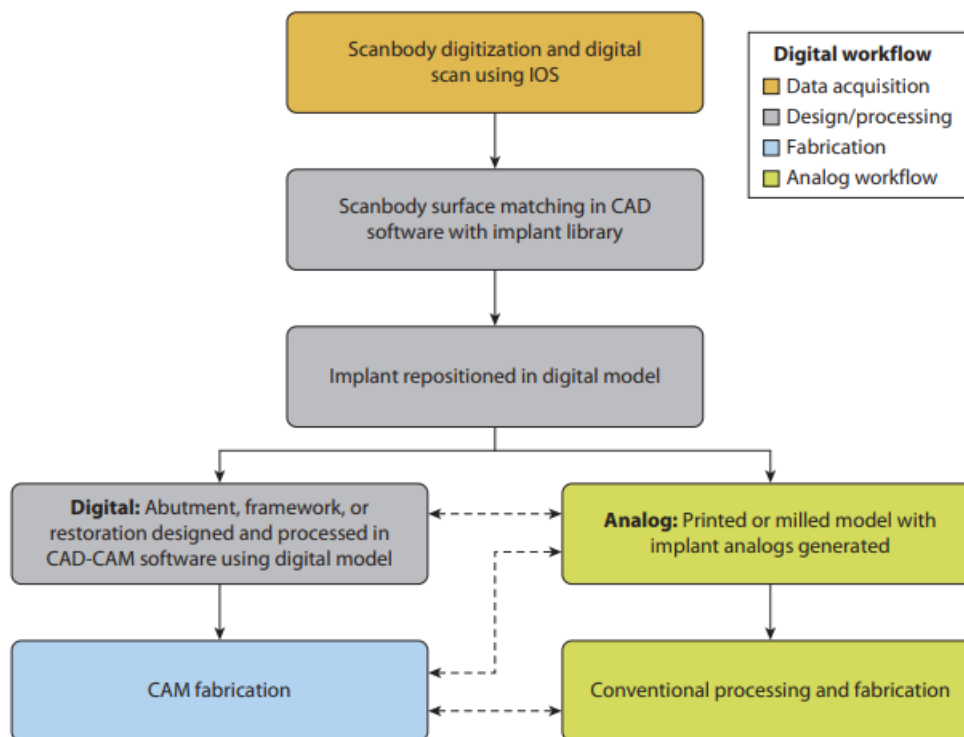 Scanbody digitization and digital
scan using IOS
Digital workflow
Data acquisition
Design/processing
Fabrication
Analog workflow
Scanbody surface matching in CAD
software with implant library
Implant repositioned in digital model
Digital: Abutment, framework, or
restoration designed and processed in
CAD-CAM software using digital model
Analog: Printed or milled model with
implant analogs generated
CAM fabrication
Conventional processing and fabrication